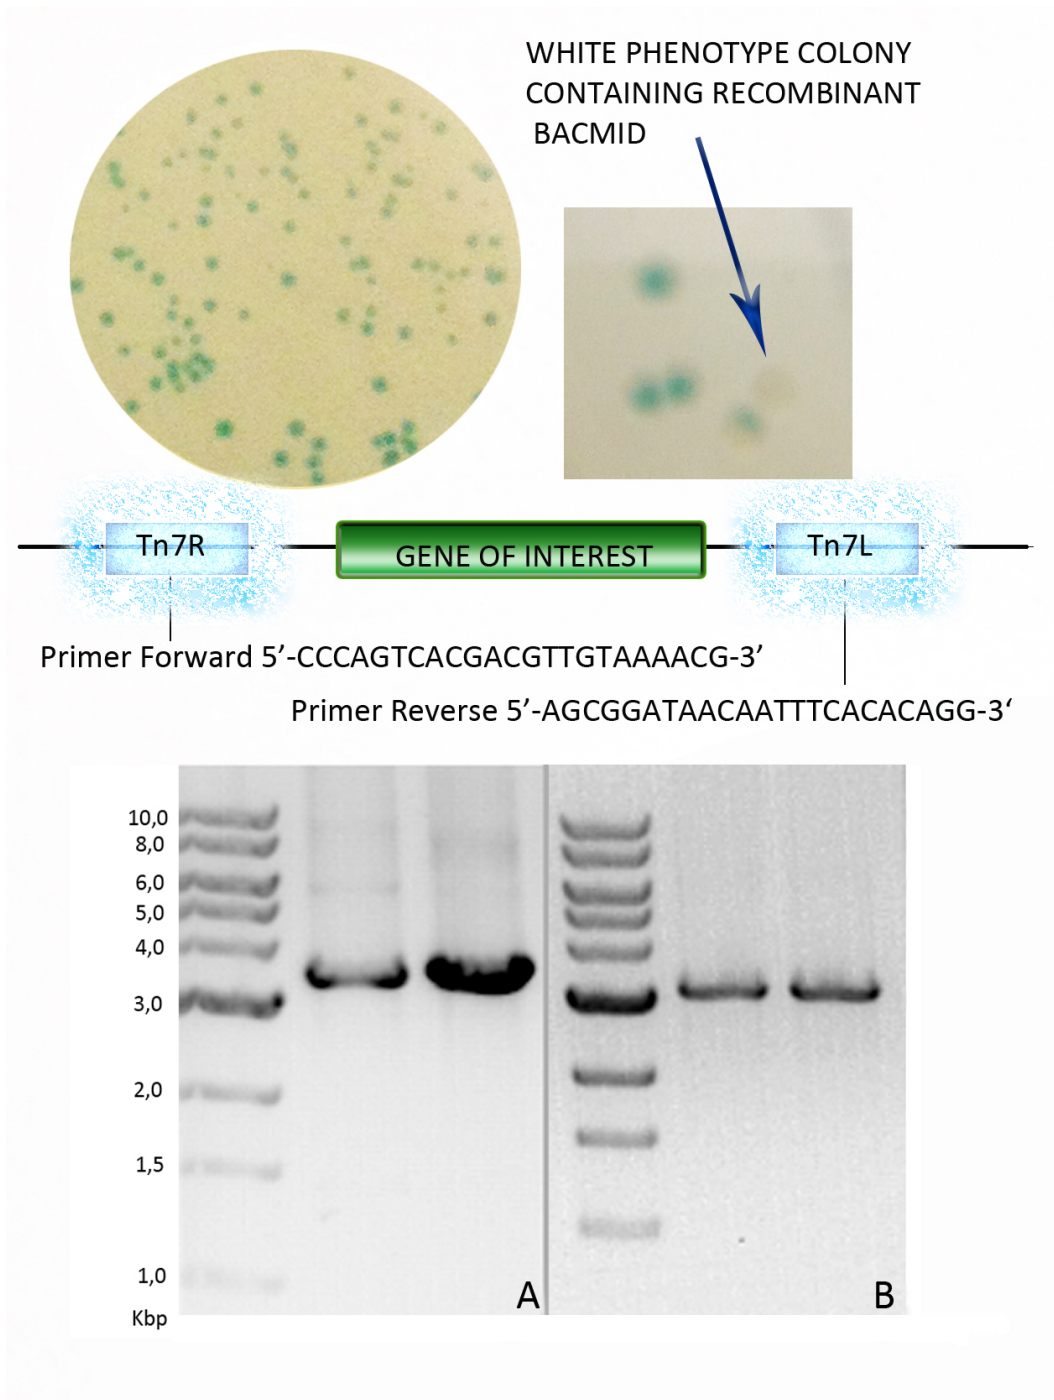 WHITE PHENOTYPE COLONY
CONTAINING RECOMBINANT
BACMID
Tn7R
GENE OF INTEREST
Tn7L
Primer Forward 5’-CCCAGTCACGACGTTGTAAAACG-3’
Primer Reverse 5’-AGCGGATAACAATTTCACACAGG-3‘
10,0
8,0
6,0
5,0
4,0
3,0
2,0
1,5
1,0
Kbp
A
B